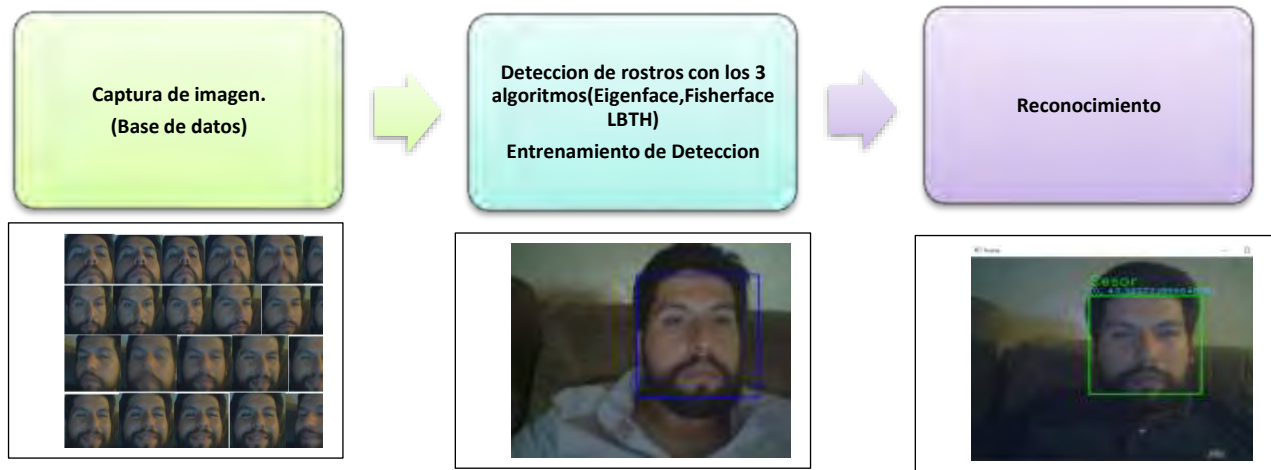 Captura de imagen.
(Base de datos)
Deteccion de rostros con los 3
algoritmos(Eigenface,Fisherface
LBTH)
Entrenamiento de Deteccion
Reconocimiento